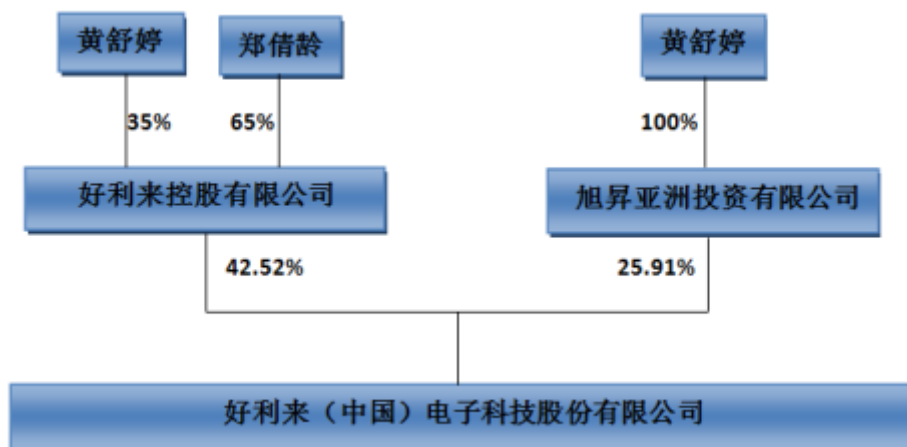 黄舒婷
郑倩龄
黄舒婷
35%
65%
100%
好利来控股有限公司
旭昇亚洲投资有限公司
42.52%
25.91%
好利来（中国）电子科技股份有限公司